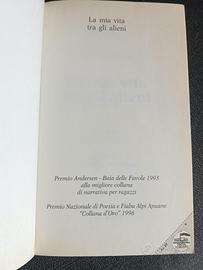 La mia vita
tra gli alieni
Premio Andersen - Baia delle Favole 1993
alla migliore collana
di narrativa per ragazzi
Premio Nazionale di Poesia e Fiaba Alpi Apuane
"Collana d'Oro" 1996